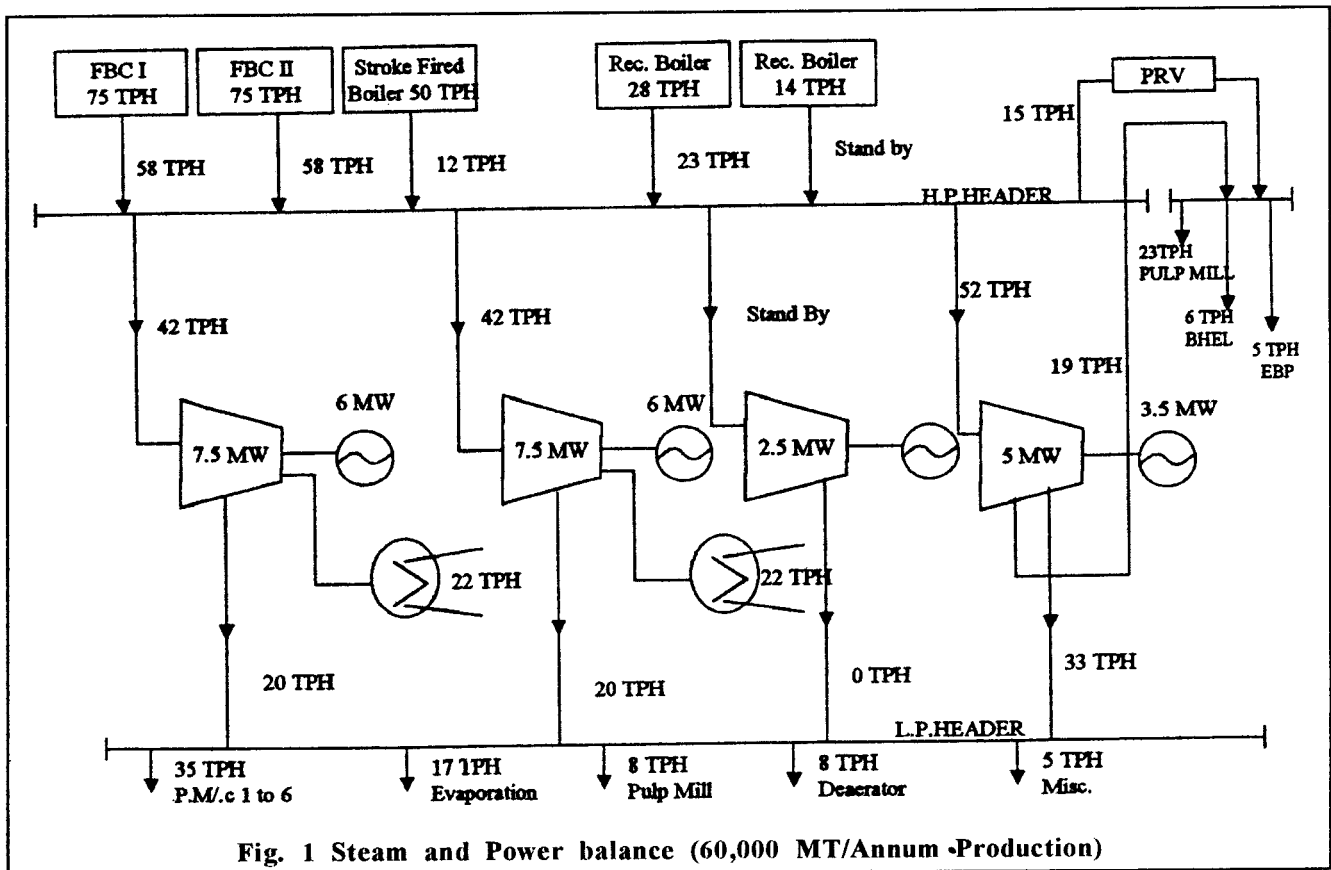 FBC I
75 TPH
FBC II
75 TPH
Stroke Fired
Boiler 50 TPH
Rec. Boiler
28 TPH
Rec. Boiler
14 TPH
PRV
15 TPH
58 TPH
58 TPH
12 TPH
23 TPH
Stand by
H.P.HEADER
23TPH
PULP MILL
6 TPH
BHEL
5 TPH
EBP
42 TPH
42 TPH
Stand By
52 TPH
19 TPH
7.5 MW
6 MW
7.5 MW
6 MW
2.5 MW
5 MW
3.5 MW
22 TPH
22 TPH
20 TPH
20 TPH
0 TPH
33 TPH
L.P.HEADER
35 TPH
P.M/.c 1 to 6
17 TPH
Evaporation
8 TPH
Pulp Mill
8 TPH
Deaerator
5 TPH
Misc.
Fig. 1 Steam and Power balance (60,000 MT/Annum •Production)